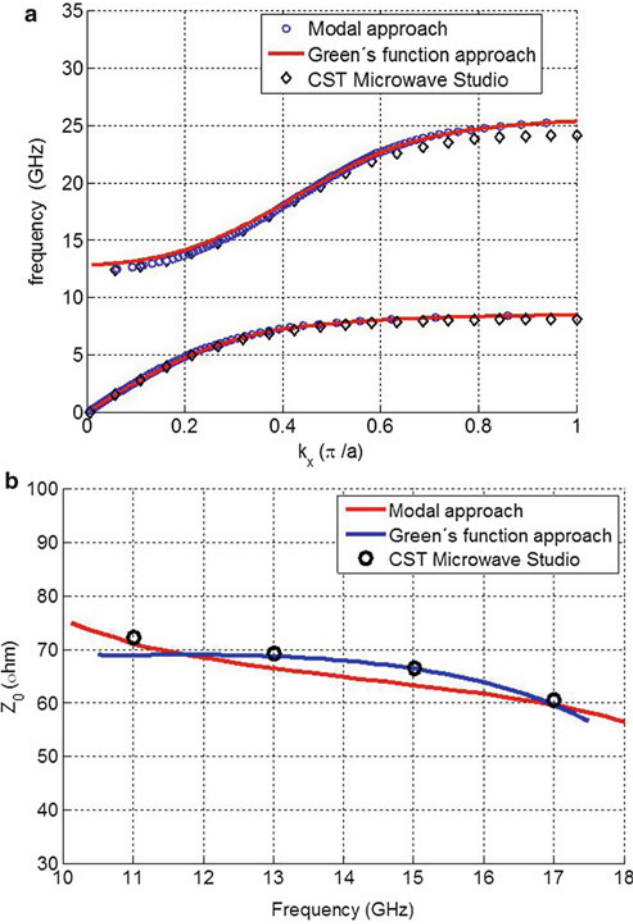 a
35
30
25
20
15
10
5
0
frequency (GHz)
Modal approach
Green´s function approach
CST Microwave Studio
0
0.2
0.4
0.6
0.8
1
kx (π /a)
b
100
90
80
70
60
50
40
30
Z0 (ohm)
Modal approach
Green´s function approach
CST Microwave Studio
10
11
12
13
14
15
16
17
18
Frequency (GHz)